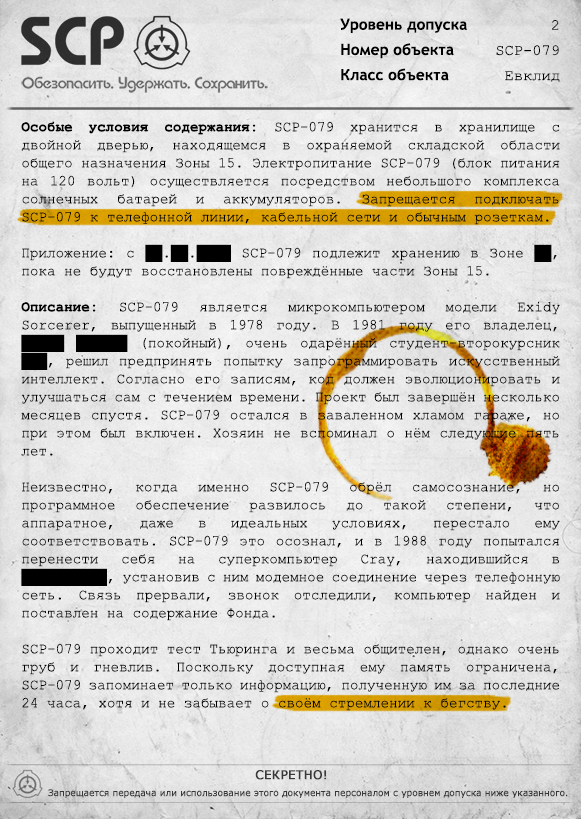 SCP
Обезопасить. Удержать. Сохранить.
Уровень допуска 2
Номер объекта SCP-079
Класс объекта Евклид
Особые условия содержания: SCP-079 хранится в хранилище с
двойной дверью, находящемся в охраняемой складской области
общего назначения Зоны 15. Электропитание SCP-079 (блок питания
на 120 вольт) осуществляется посредством небольшого комплекса
солнечных батарей и аккумуляторов. Запрещается подключать
SCP-079 к телефонной линии, кабельной сети и обычным розеткам.
Приложение: с . . SCP-079 подлежит хранению в Зоне ,
пока не будут восстановлены повреждённые части Зоны 15.
Описание: SCP-079 является микрокомпьютером модели Exidy
Sorcerer, выпущенный в 1978 году. В 1981 году его владелец,
(покойный), очень одарённый студент-второкурсник
, решил предпринять попытку запрограммировать искусственный
интеллект. Согласно его записям, код должен эволюционировать и
улучшаться сам с течением времени. Проект был завершён несколько
месяцев спустя. SCP-079 остался в заваленном хламом гараже, но
при этом был включен. Хозяин не вспоминал о нём следующие пять
лет.
Неизвестно, когда именно SCP-079 обрёл самосознание, но
программное обеспечение развилось до такой степени, что
аппаратное, даже в идеальных условиях, перестало ему
соответствовать. SCP-079 это осознал, и в 1988 году попытался
перенести себя на суперкомпьютер Cray, находившийся в
, установив с ним модемное соединение через телефонную
сеть. Связь прервали, звонок отследили, компьютер найден и
поставлен на содержание Фонда.
SCP-079 проходит тест Тьюринга и весьма общителен, однако очень
груб и гневлив. Поскольку доступная ему память ограничена,
SCP-079 запоминает только информацию, полученную им за последние
24 часа, хотя и не забывает о своём стремлении к бегству.
СЕКРЕТНО!
Запрещается передача или использование этого документа персоналом с уровнем допуска ниже указанного.